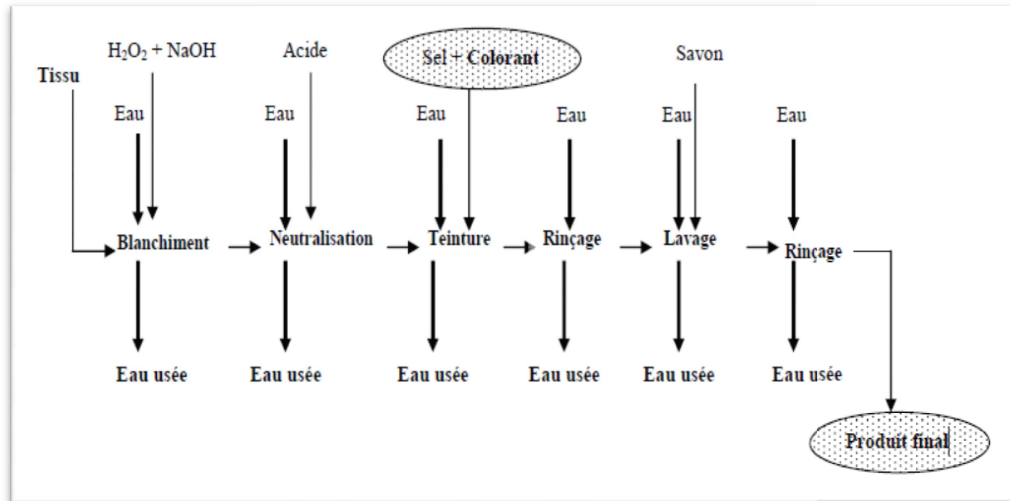 H₂O₂ + NaOH
Acide
Sel + Colorant
Savon
Tissu
Eau
Eau
Eau
Eau
Eau
Eau
Blanchiment
Neutralisation
Teinture
Rinçage
Lavage
Rinçage
Eau usée
Eau usée
Eau usée
Eau usée
Eau usée
Eau usée
Produit final